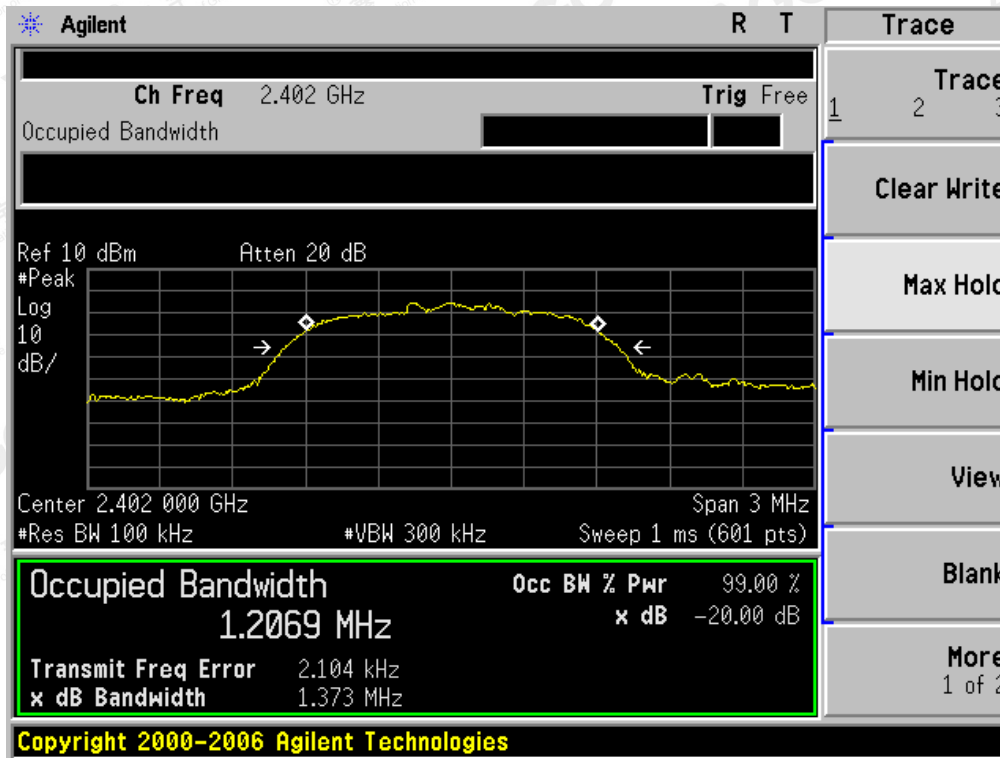 Agilent R T Trace
Trace
1 2
Ch Freq 2.402 GHz Trig Free
Occupied Bandwidth
Clear Write
Ref 10 dBm Atten 20 dB
#Peak
Log
10
dB/
Max Hold
Min Hold
View
Center 2.402 000 GHz Span 3 MHz
#Res BW 100 kHz #VBW 300 kHz Sweep 1 ms (601 pts)
Blank
Occupied Bandwidth Occ BW % Pwr 99.00 %
1.2069 MHz x dB -20.00 dB
Transmit Freq Error 2.104 kHz
x dB Bandwidth 1.373 MHz
More
1 of 2
Copyright 2000-2006 Agilent Technologies